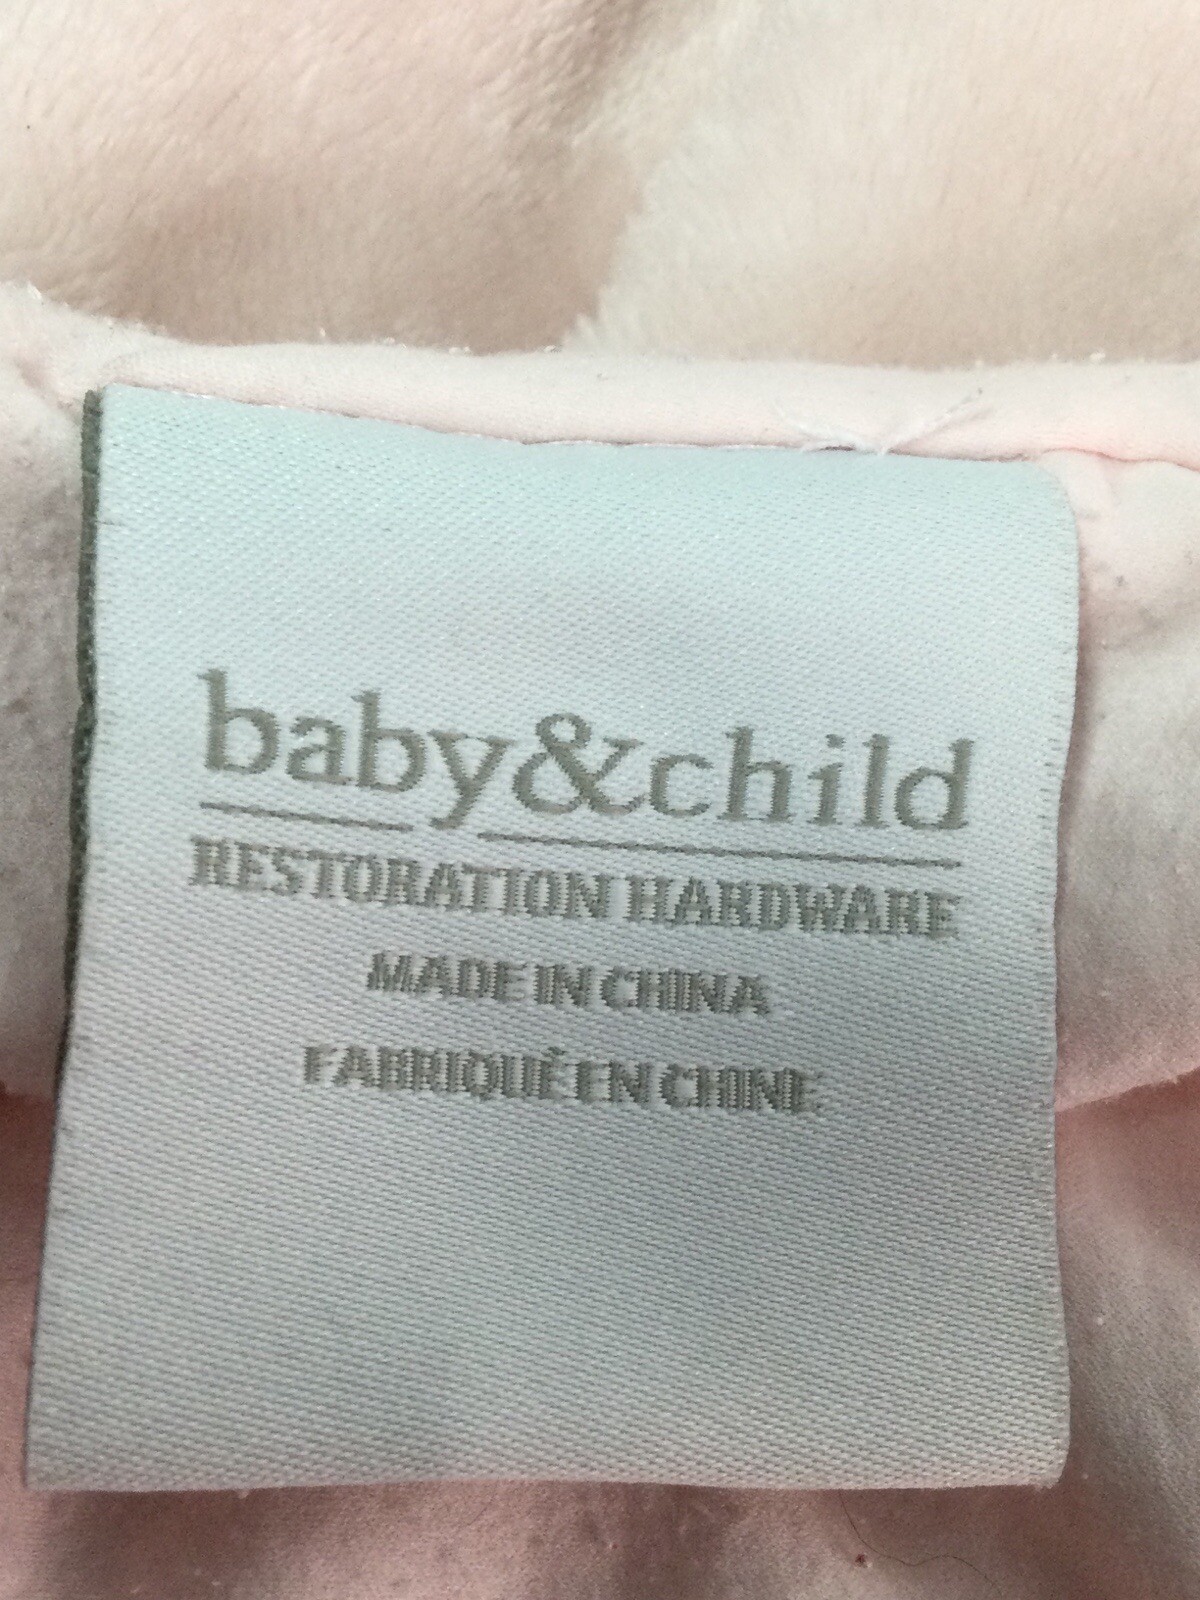 baby&child
RESTORATION HARDWARE
MADE IN CHINA
FABRIQUÉ EN CHINE